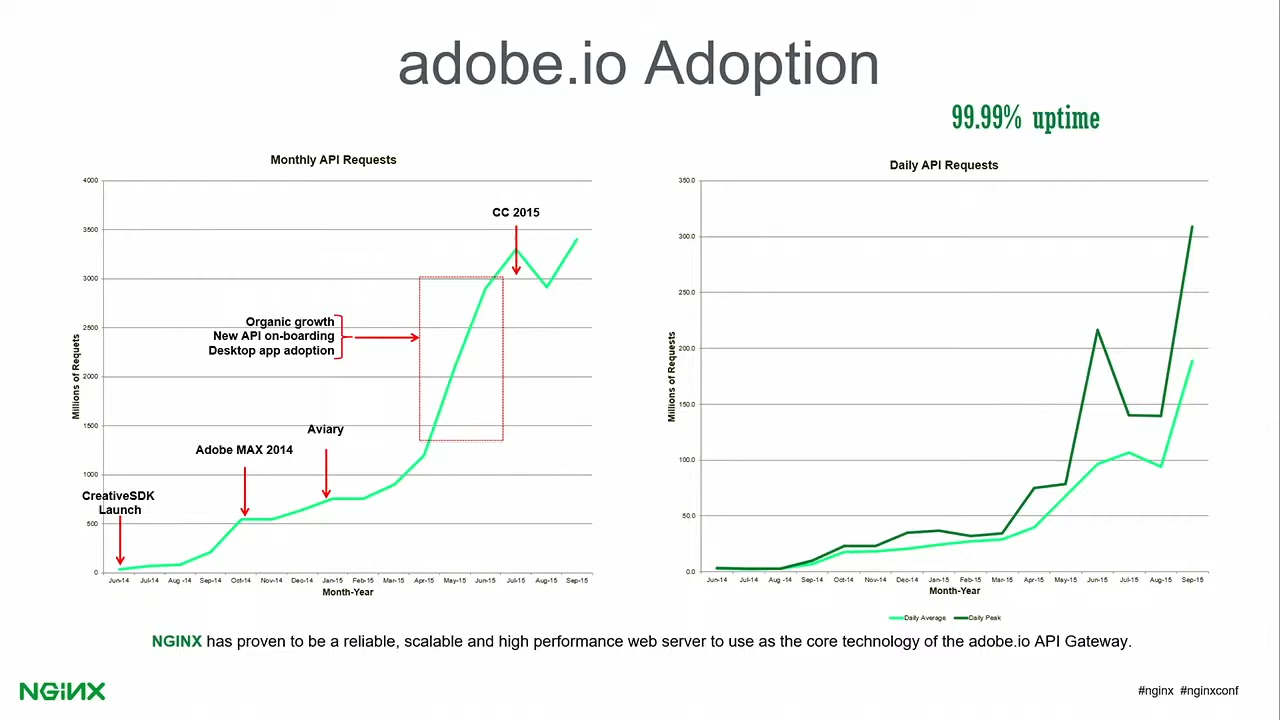 adobe.io Adoption
99.99% uptime
Monthly API Requests
4000
3500
3000
2500
2000
1500
1000
500
0
Millions of Requets
CC 2015
Organic growth
New API on-boarding
Desktop app adoption
Aviary
Adobe MAX 2014
CreativeSDK
Launch
Jun-14 Jul-14 Aug -14 Sep-14 Oct-14 Nov-14 Dec-14 Jan-15 Feb-15 Mar-15 Apr-15 May-15 Jun-15 Jul-15 Aug-15 Sep-15
Month-Year
Daily API Requests
350.0
300.0
250.0
200.0
150.0
100.0
50.0
0.0
Millions of Requests
Jun-14 Jul-14 Aug -14 Sep-14 Oct-14 Nov-14 Dec-14 Jan-15 Feb-15 Mar-15 Apr-15 May-15 Jun-15 Jul-15 Aug-15 Sep-15
Month-Year
Daily Average Daily Peak
NGINX has proven to be a reliable, scalable and high performance web server to use as the core technology of the adobe.io API Gateway.
NGINX
#nginx #nginxconf